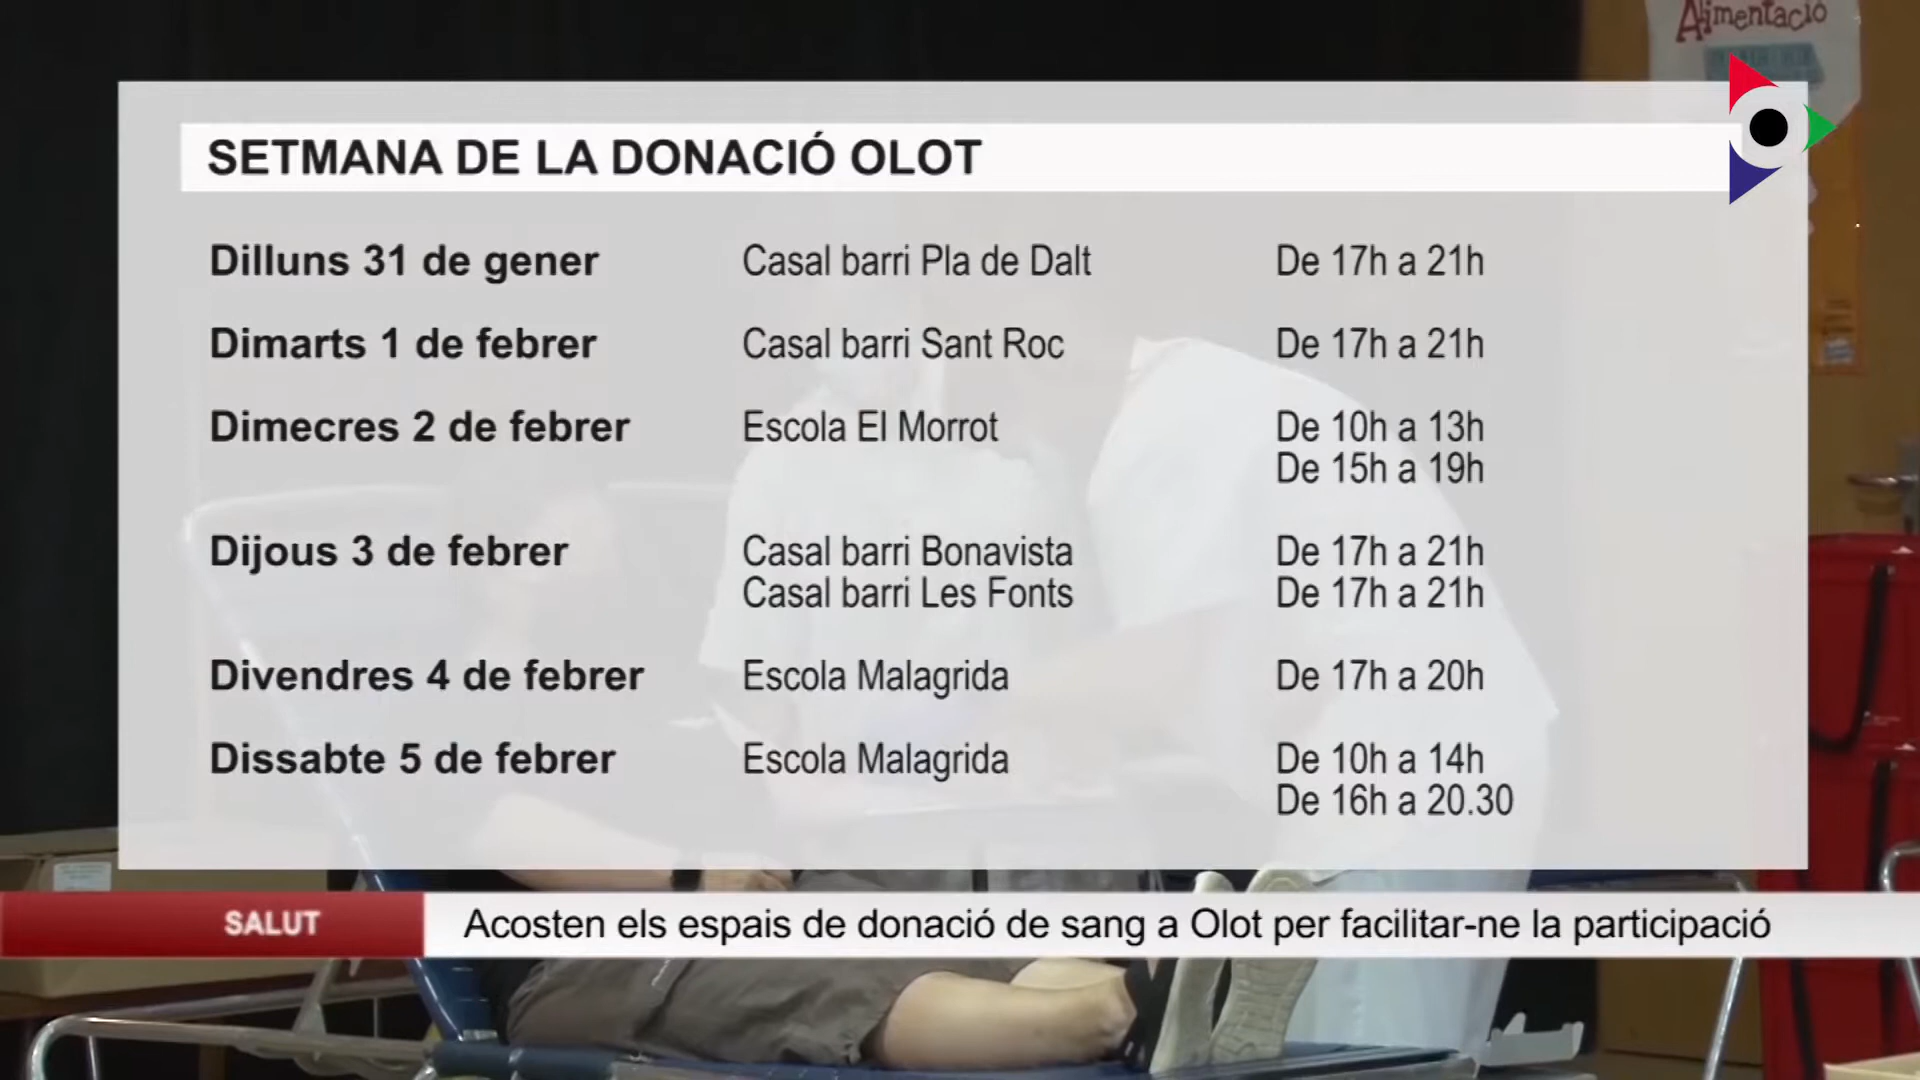 Alimentació
SETMANA DE LA DONACIÓ OLOT
Dilluns 31 de gener Casal barri Pla de Dalt De 17h a 21h
Dimarts 1 de febrer Casal barri Sant Roc De 17h a 21h
Dimecres 2 de febrer Escola El Morrot De 10h a 13h
De 15h a 19h
Dijous 3 de febrer Casal barri Bonavista De 17h a 21h
Casal barri Les Fonts De 17h a 21h
Divendres 4 de febrer Escola Malagrida De 17h a 20h
Dissabte 5 de febrer Escola Malagrida De 10h a 14h
De 16h a 20.30
SALUT Acosten els espais de donació de sang a Olot per facilitar-ne la participació